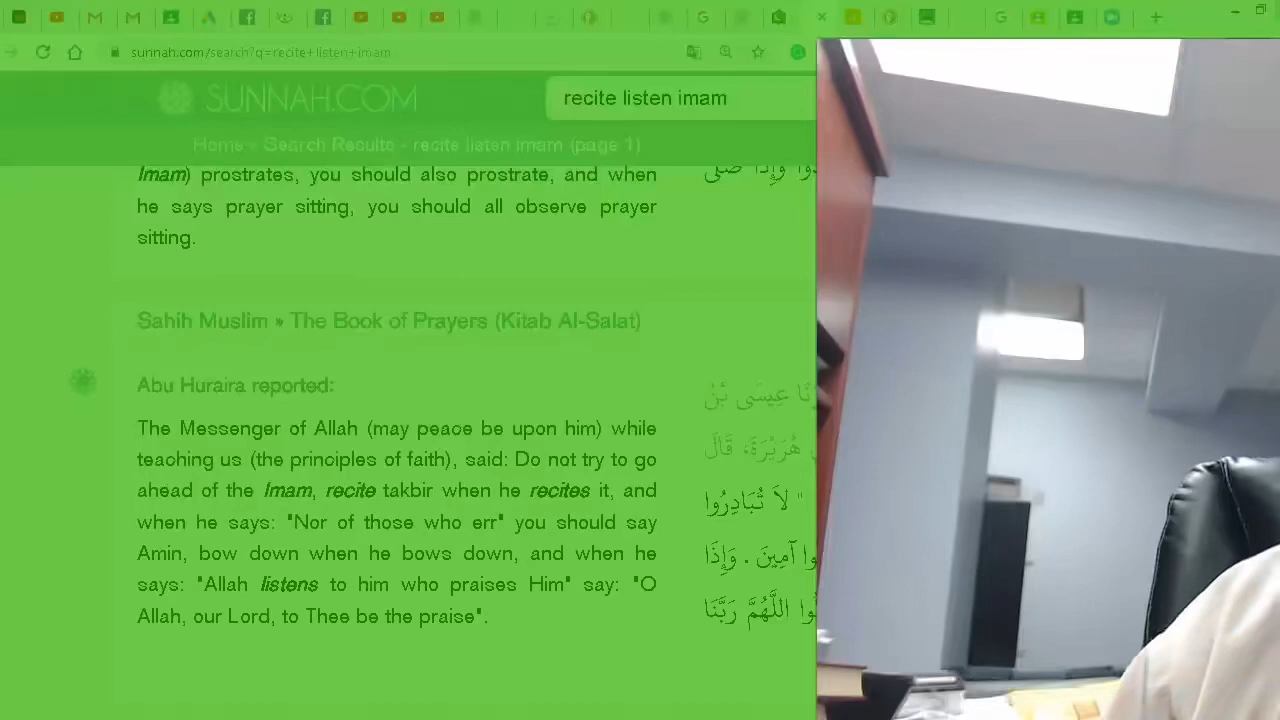 sunnah.com/search?q=recite+listen+imam
SUNNAH.COM
recite listen imam
Home » Search Results - recite listen imam (page 1)
Imam) prostrates, you should also prostrate, and when
he says prayer sitting, you should all observe prayer
sitting.
وَإِذَا صَلَّى
Sahih Muslim » The Book of Prayers (Kitab Al-Salat)
Abu Huraira reported:
The Messenger of Allah (may peace be upon him) while
teaching us (the principles of faith), said: Do not try to go
ahead of the Imam, recite takbir when he recites it, and
when he says: "Nor of those who err" you should say
Amin, bow down when he bows down, and when he
says: "Allah listens to him who praises Him" say: "O
Allah, our Lord, to Thee be the praise".
عِيسَى بْنُ
هُرَيْرَةَ، قَالَ
" لاَ تُبَادِرُوا
آمِينَ . وَإِذَا
اللَّهُمَّ رَبَّنَا